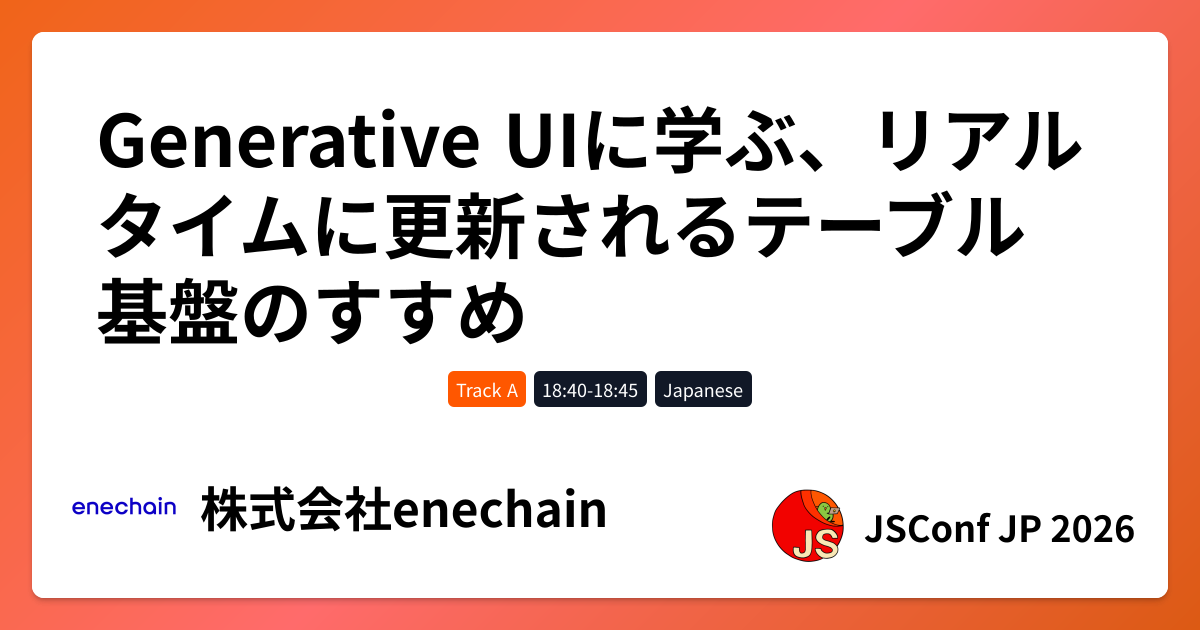 Generative UIに学ぶ、リアル
タイムに更新されるテーブル
基盤のすすめ
Track A 18:40-18:45 Japanese
enechain 株式会社enechain
JS JSConf JP 2026